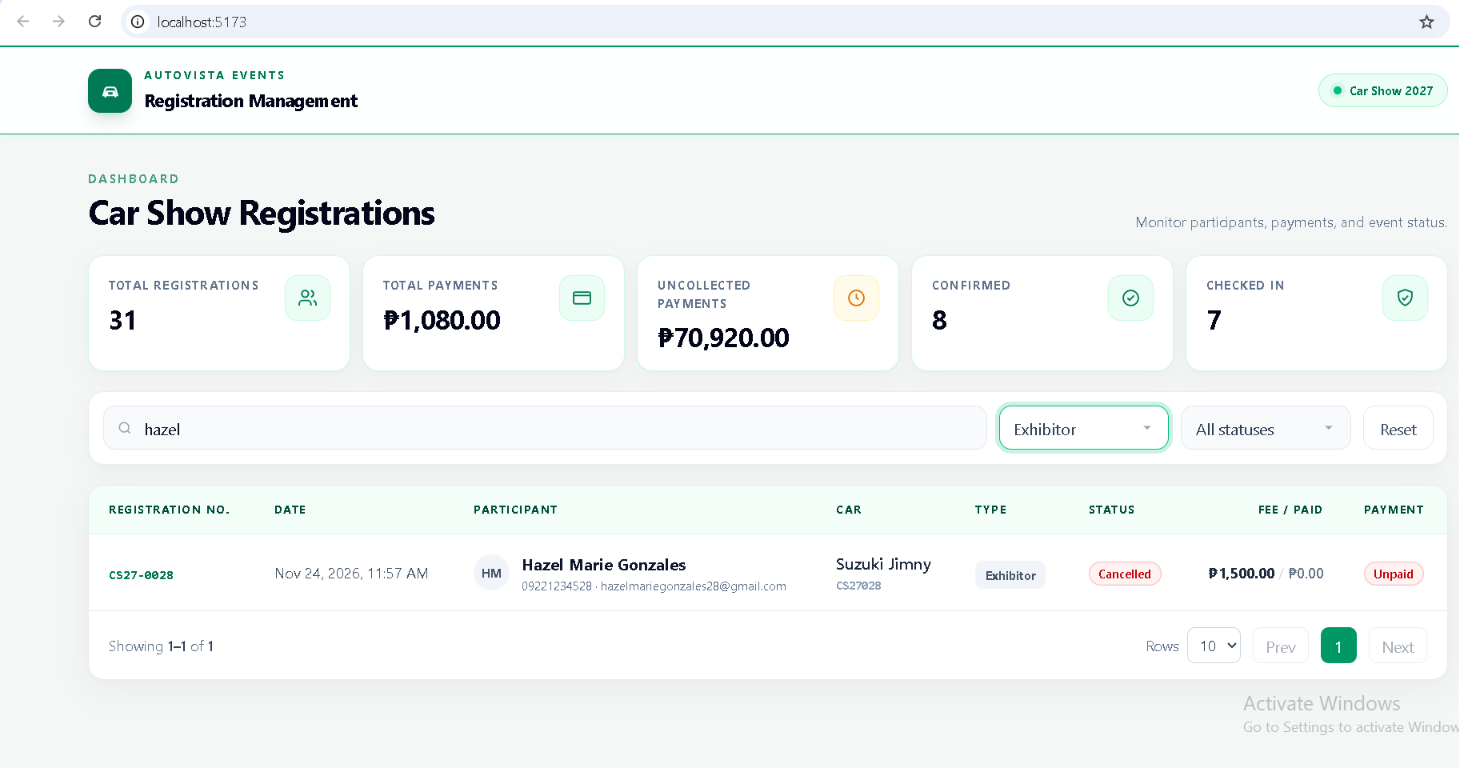 localhost:5173
AUTOVISTA EVENTS
Registration Management
Car Show 2027
DASHBOARD
Car Show Registrations
Monitor participants, payments, and event status.
TOTAL REGISTRATIONS
31
TOTAL PAYMENTS
₱1,080.00
UNCOLLECTED
PAYMENTS
₱70,920.00
CONFIRMED
8
CHECKED IN
7
hazel
Exhibitor
All statuses
Reset
REGISTRATION NO. DATE PARTICIPANT CAR TYPE STATUS FEE / PAID PAYMENT
CS27-0028 Nov 24, 2026, 11:57 AM HM Hazel Marie Gonzales Suzuki Jimny Exhibitor Cancelled ₱1,500.00 / ₱0.00 Unpaid
09221234528 · hazelmariegonzales28@gmail.com CS27028
Showing 1–1 of 1 Rows 10 Prev 1 Next
Activate Windows
Go to Settings to activate Window